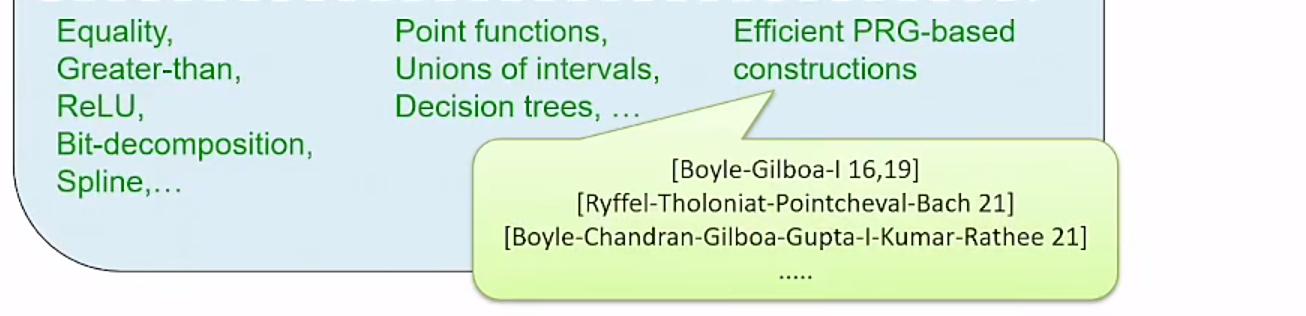 Equality,
Greater-than,
ReLU,
Bit-decomposition,
Spline,…
Point functions,
Unions of intervals,
Decision trees, …
Efficient PRG-based
constructions
[Boyle-Gilboa-I 16,19]
[Ryffel-Tholoniat-Pointcheval-Bach 21]
[Boyle-Chandran-Gilboa-Gupta-I-Kumar-Rathee 21]
.....